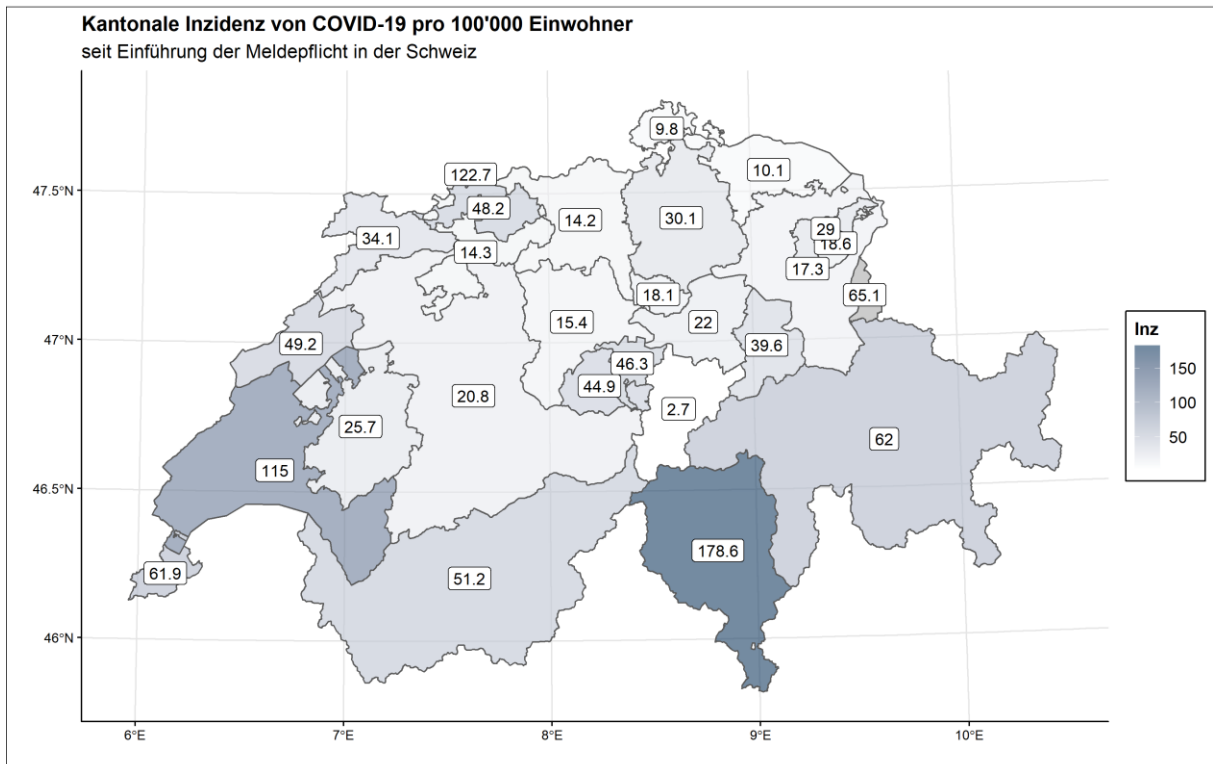 Kantonale Inzidenz von COVID-19 pro 100'000 Einwohner
seit Einführung der Meldepflicht in der Schweiz
9.8
10.1
122.7
47.5°N
48.2
14.2
30.1
29
34.1
18.6
14.3
17.3
18.1
65.1
15.4
22
47°N
49.2
39.6
46.3
44.9
20.8
2.7
25.7
62
115
46.5°N
178.6
61.9
51.2
46°N
6°E
7°E
8°E
9°E
10°E
Inz
150
100
50